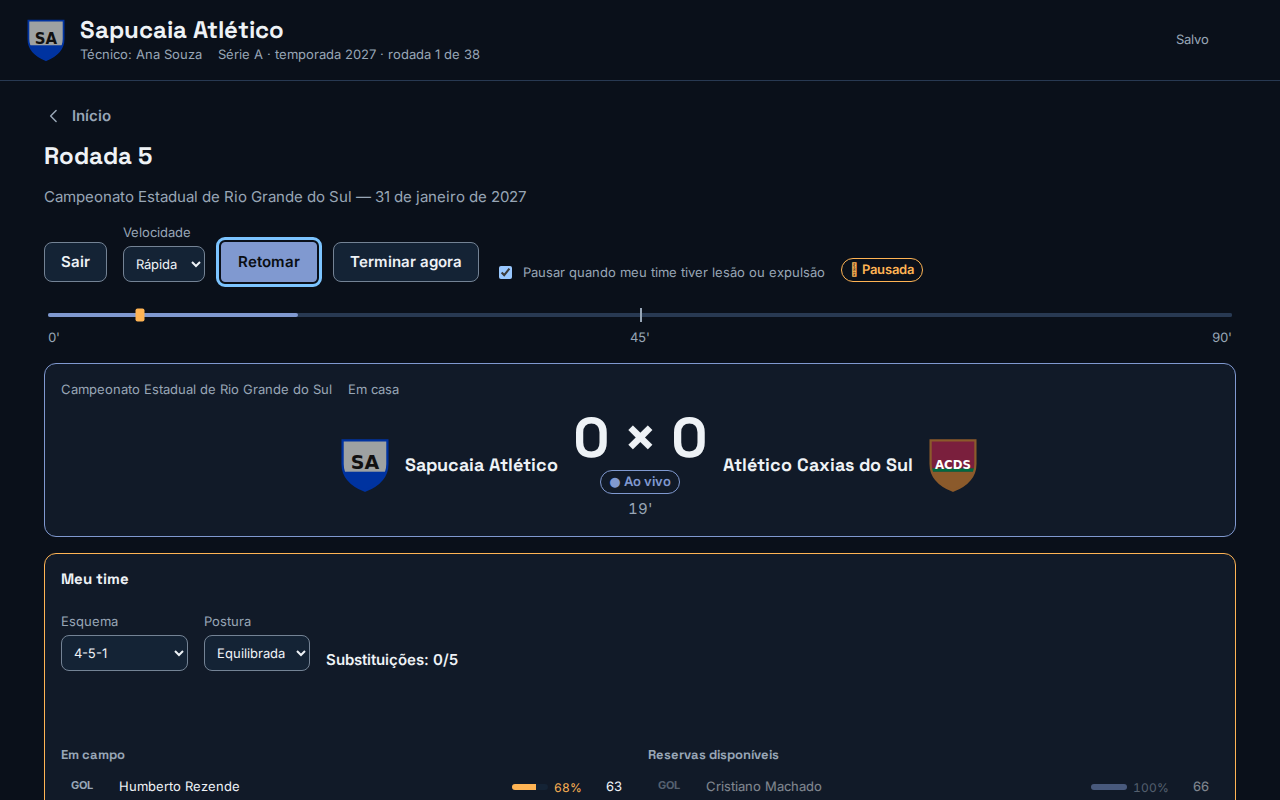 SA
Sapucaia Atlético
Técnico: Ana Souza Série A · temporada 2027 · rodada 1 de 38
Salvo
Início
Rodada 5
Campeonato Estadual de Rio Grande do Sul — 31 de janeiro de 2027
Velocidade
Sair Rápida Retomar Terminar agora Pausar quando meu time tiver lesão ou expulsão Pausada
0' 45' 90'
Campeonato Estadual de Rio Grande do Sul Em casa
0 × 0
SA Sapucaia Atlético Atlético Caxias do Sul ACDS
Ao vivo
19'
Meu time
Esquema Postura
4-5-1 Equilibrada Substituições: 0/5
Em campo Reservas disponíveis
GOL Humberto Rezende 68% 63 GOL Cristiano Machado 100% 66